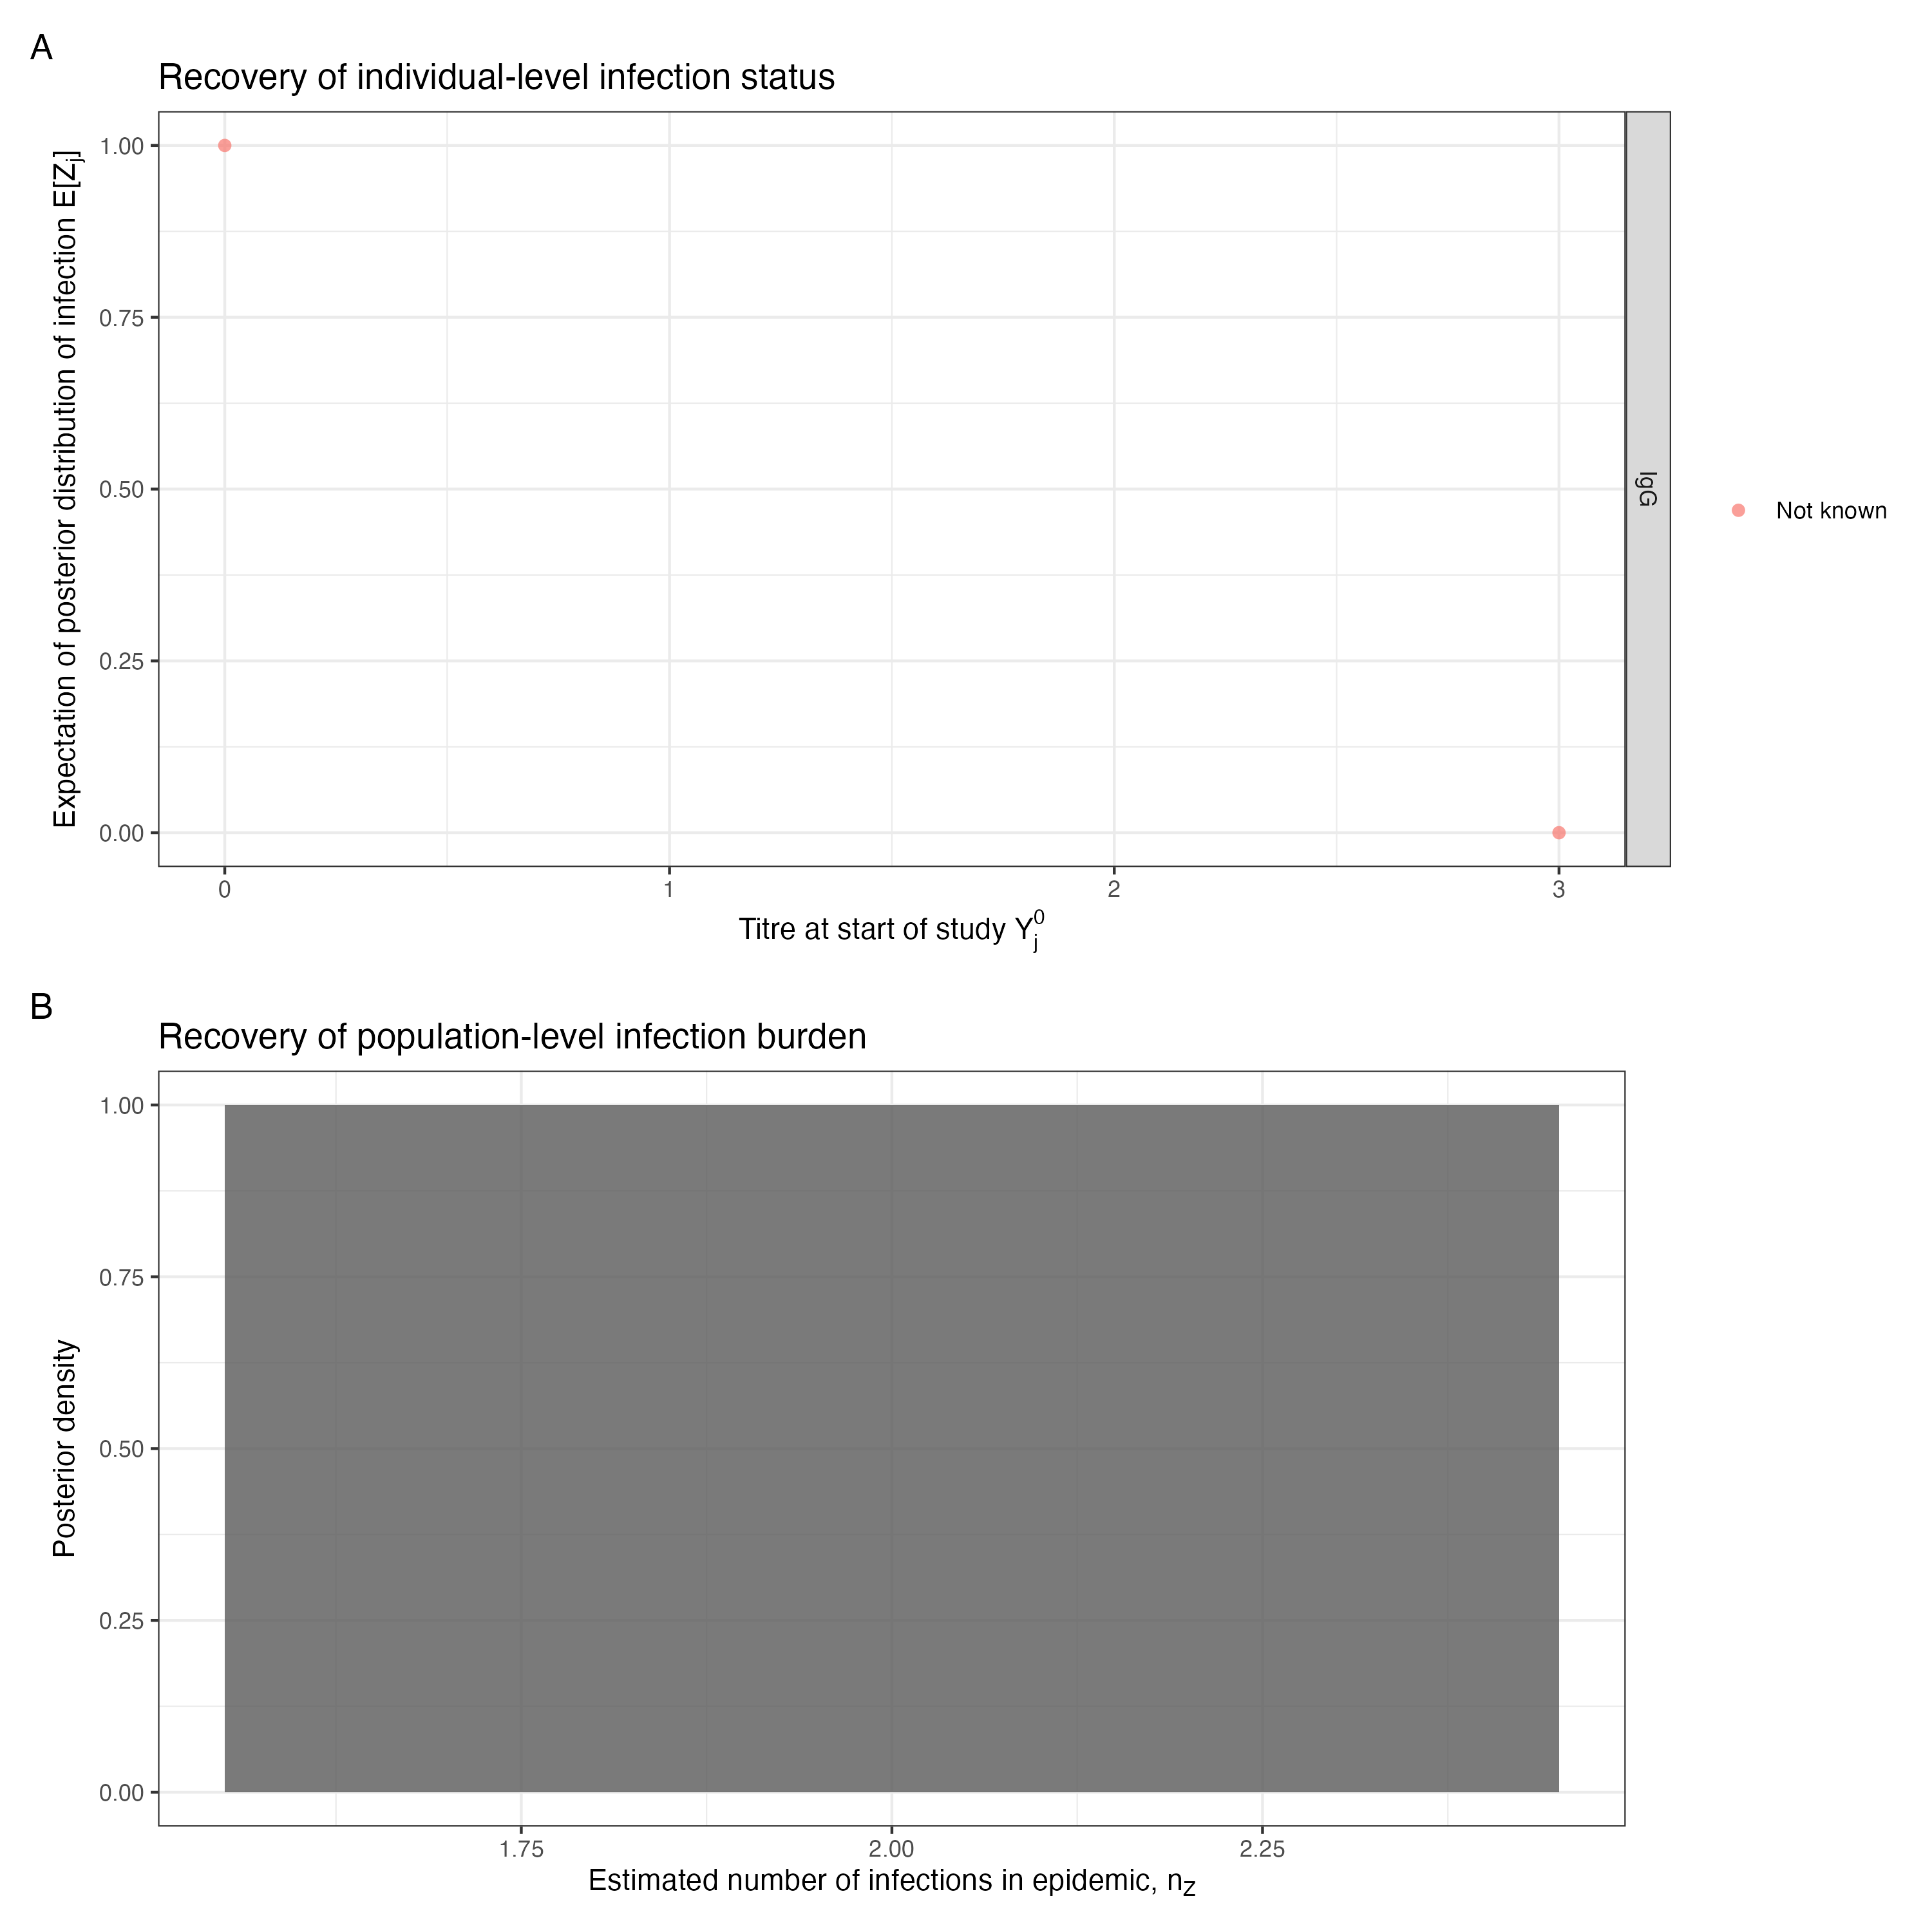 A
Recovery of individual-level infection status
Expectation of posterior distribution of infection E[Zj]
1.00
0.75
0.50
0.25
0.00
IgG
Not known
0 1 2 3
Titre at start of study Yj0
B
Recovery of population-level infection burden
Posterior density
1.00
0.75
0.50
0.25
0.00
1.75 2.00 2.25
Estimated number of infections in epidemic, nZ